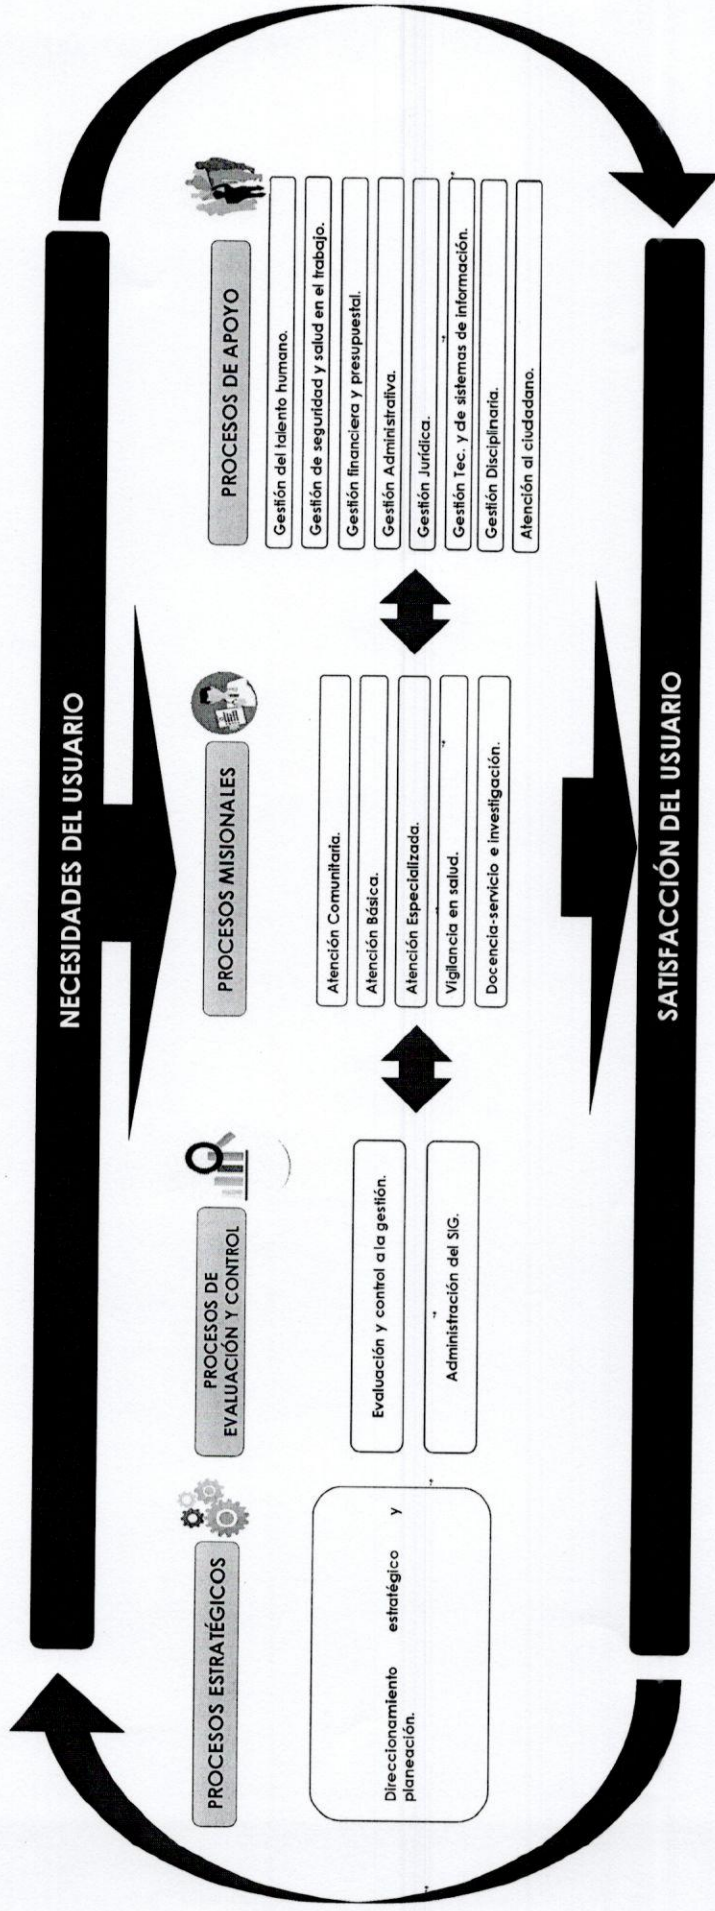 NECESIDADES DEL USUARIO
PROCESOS ESTRATÉGICOS
Direccionamiento estratégico y
planeación.
PROCESOS DE
EVALUACIÓN Y CONTROL
Evaluación y control a la gestión.
Administración del SIG.
PROCESOS MISIONALES
Atención Comunitaria.
Atención Básica.
Atención Especializada.
Vigilancia en salud.
Docencia-servicio e investigación.
PROCESOS DE APOYO
Gestión del talento humano.
Gestión de seguridad y salud en el trabajo.
Gestión financiera y presupuestal.
Gestión Administrativa.
Gestión Jurídica.
Gestión Tec. y de sistemas de información.
Gestión Disciplinaria.
Atención al ciudadano.
SATISFACCIÓN DEL USUARIO